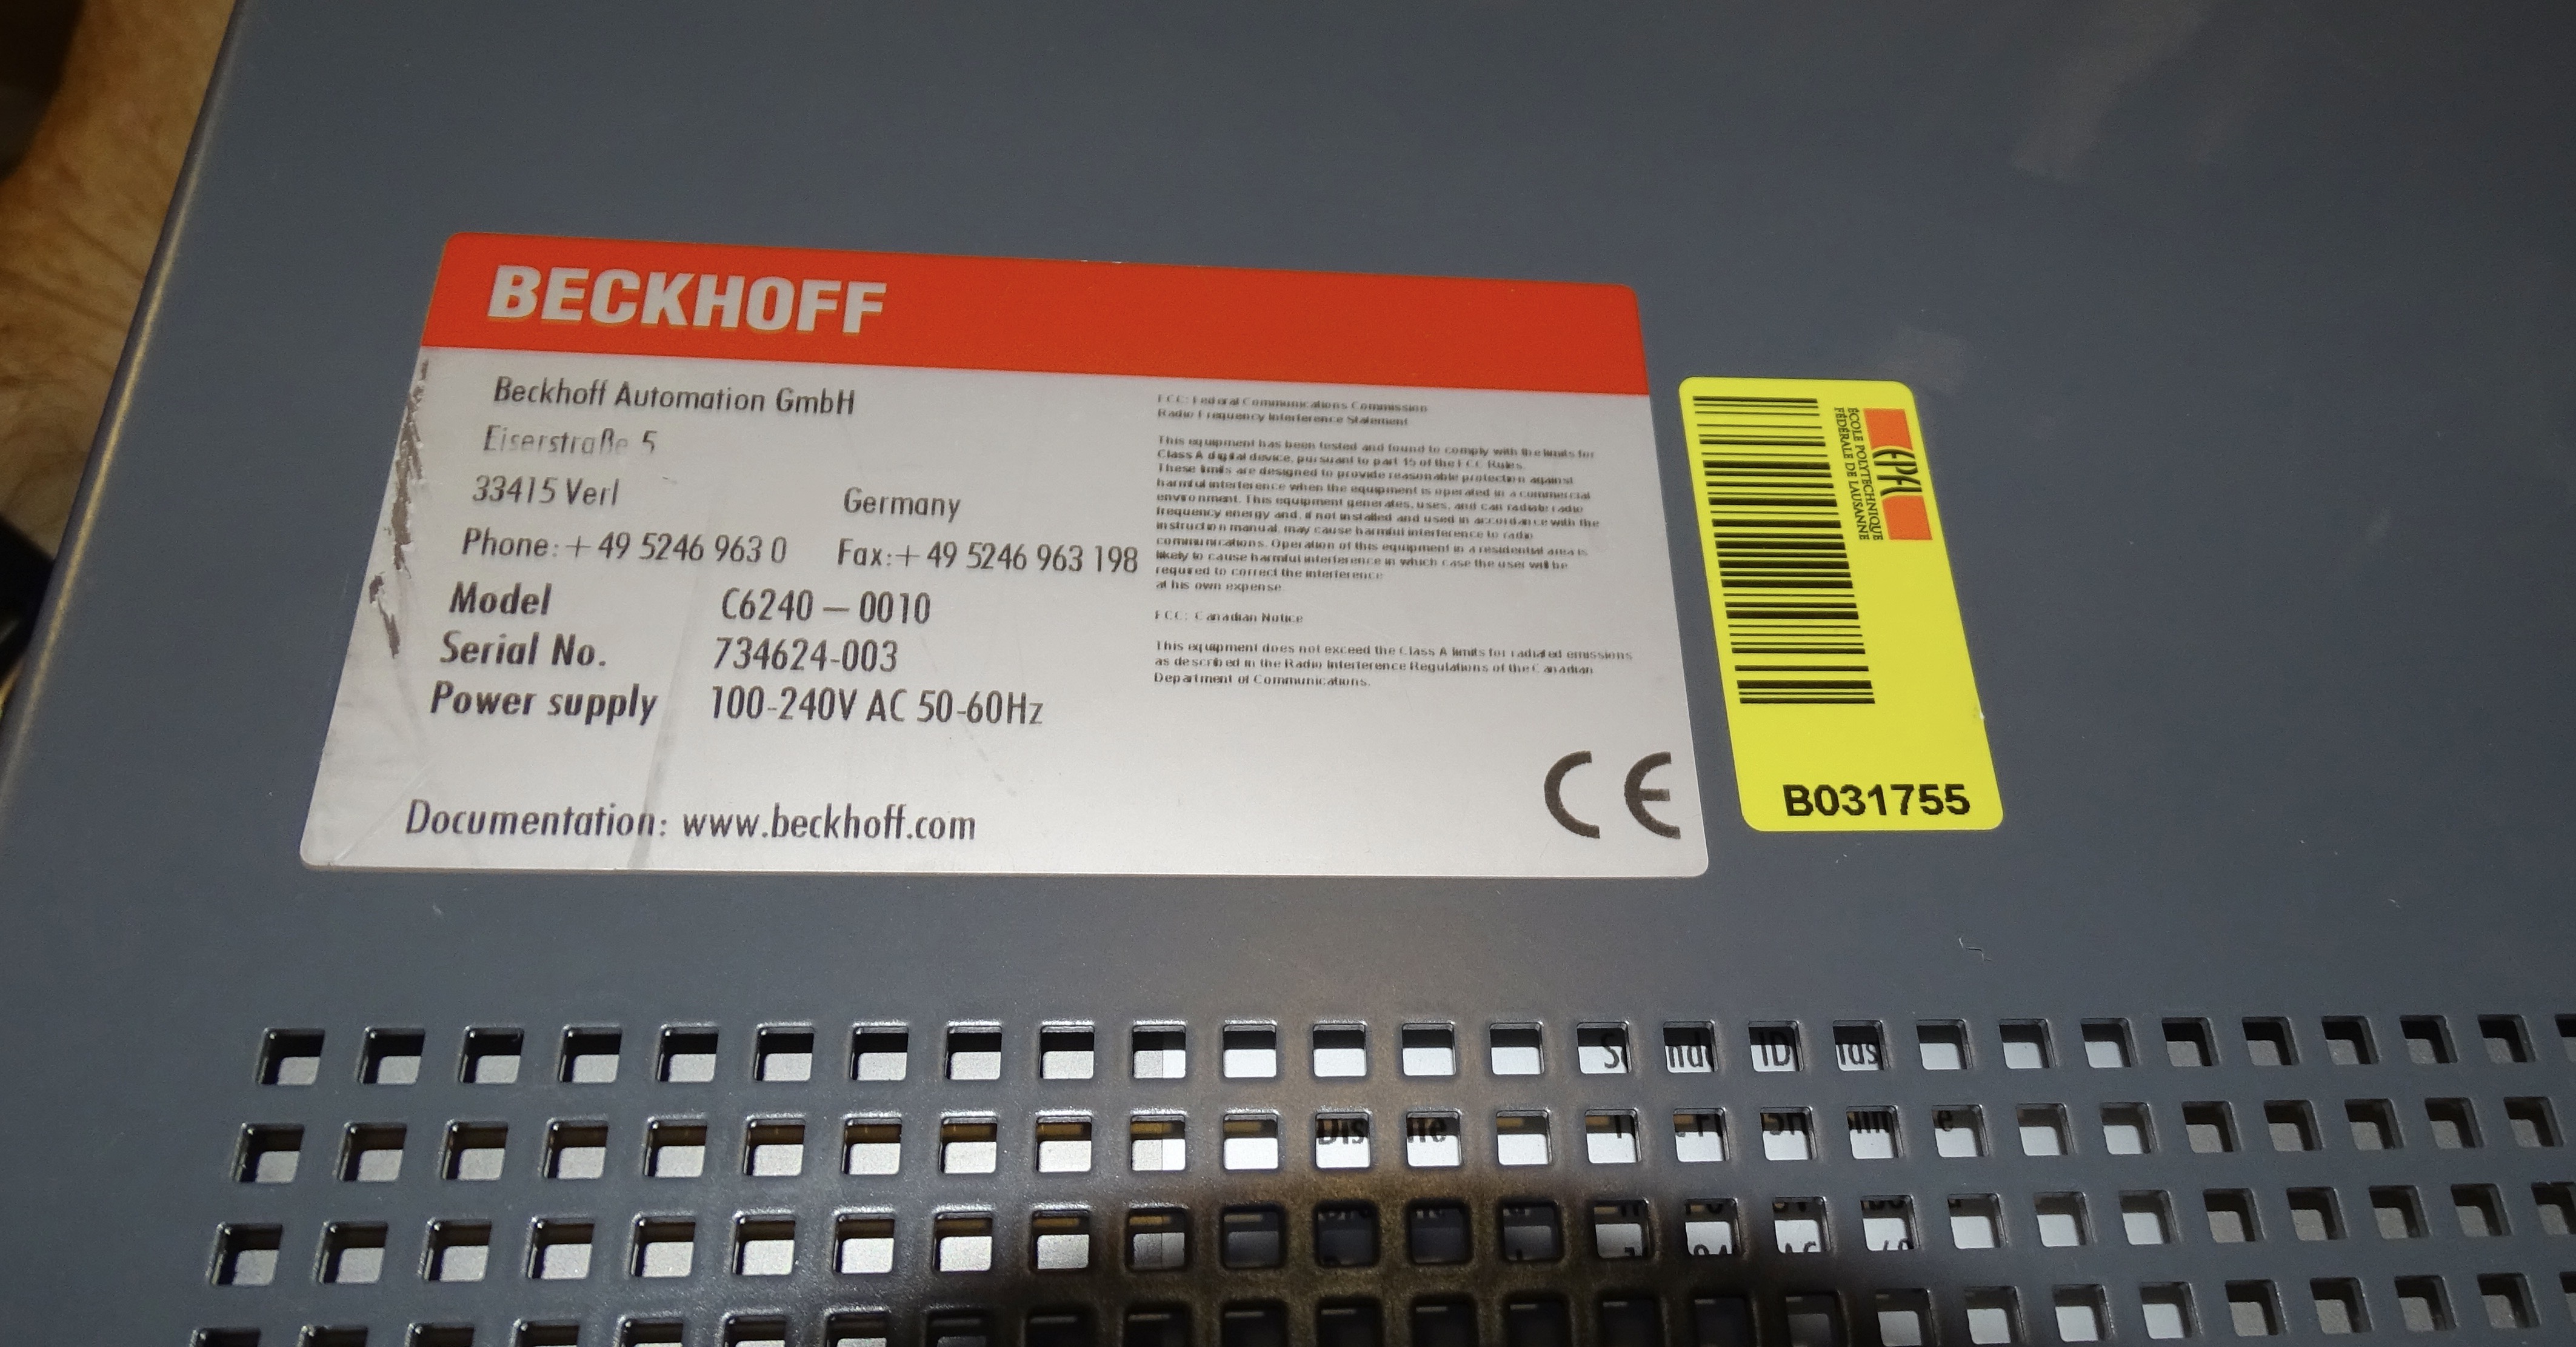 BECKHOFF
Beckhoff Automation GmbH
Eiserstraße 5
33415 Verl Germany
Phone:+ 49 5246 963 0 Fax:+ 49 5246 963 198
Model C6240 – 0010
Serial No. 734624-003
Power supply 100-240V AC 50-60Hz
Documentation: www.beckhoff.com
FCC: Federal Communications Commission
Radio Frequency Interference Statement
This equipment has been tested and found to comply with the limits for
Class A digital device, pursuant to part 15 of the FCC Rules.
These limits are designed to provide reasonable protection against
harmful interference when the equipment is operated in a commercial
environment. This equipment generates, uses, and can radiate radio
frequency energy and, if not installed and used in accordance with the
instruction manual, may cause harmful interference to radio
communications. Operation of this equipment in a residential area is
likely to cause harmful interference in which case the user will be
required to correct the interference
at his own expense
FCC: Canadian Notice
This equipment does not exceed the Class A limits for radiated emissions
as described in the Radio Interference Regulations of the Canadian
Department of Communications.
CE
EPFL
ÉCOLE POLYTECHNIQUE
FÉDÉRALE DE LAUSANNE
B031755